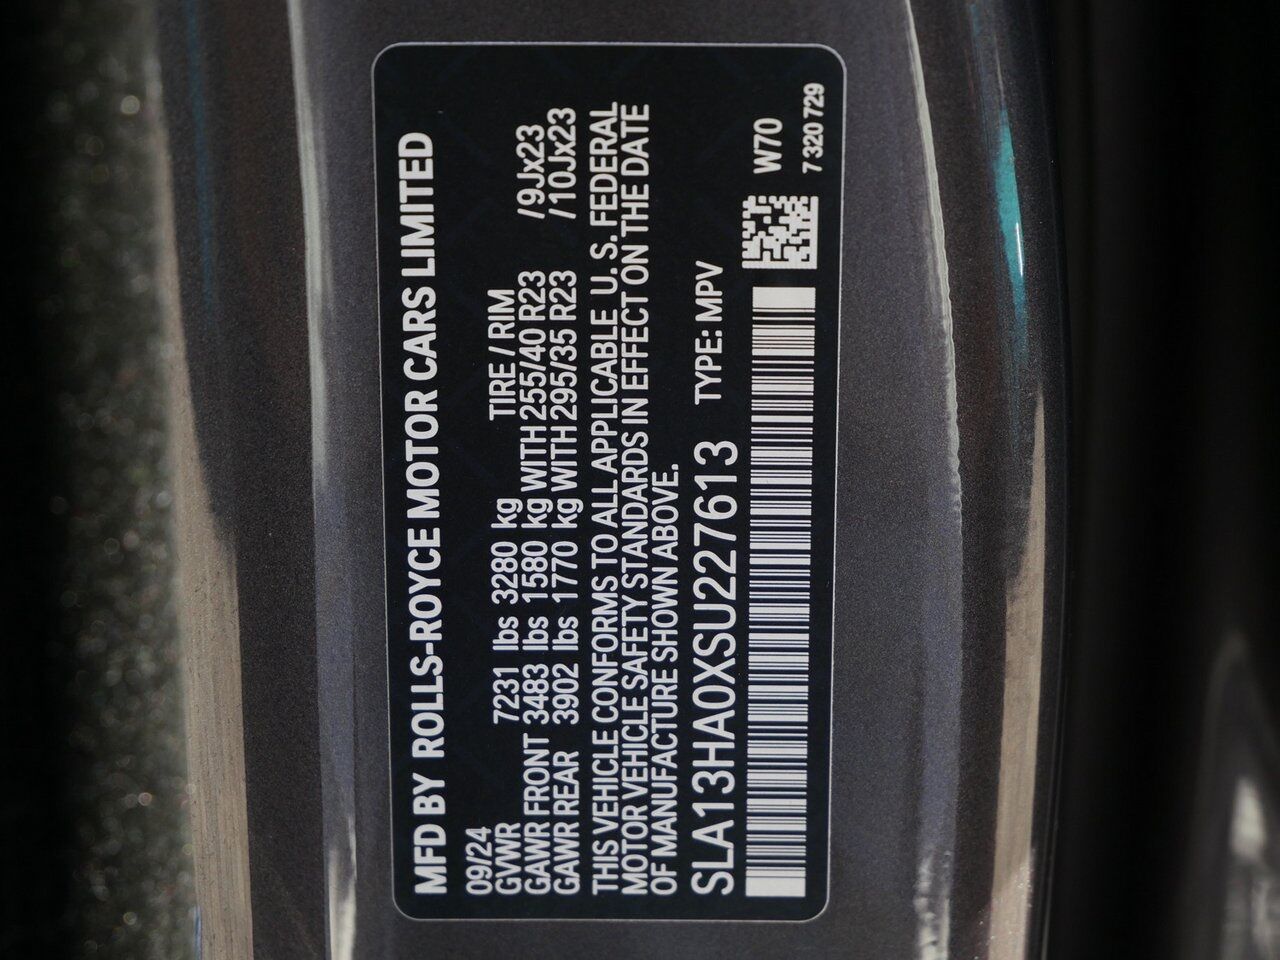 MFD BY ROLLS-ROYCE MOTOR CARS LIMITED
09/24
GVWR 7231 lbs 3280 kg TIRE / RIM
GAWR FRONT 3483 lbs 1580 kg WITH 255/40 R23 /9Jx23
GAWR REAR 3902 lbs 1770 kg WITH 295/35 R23 /10Jx23
THIS VEHICLE CONFORMS TO ALL APPLICABLE U. S. FEDERAL
MOTOR VEHICLE SAFETY STANDARDS IN EFFECT ON THE DATE
OF MANUFACTURE SHOWN ABOVE.
SLA13HA0XSU227613 TYPE: MPV
W70
7 320 729